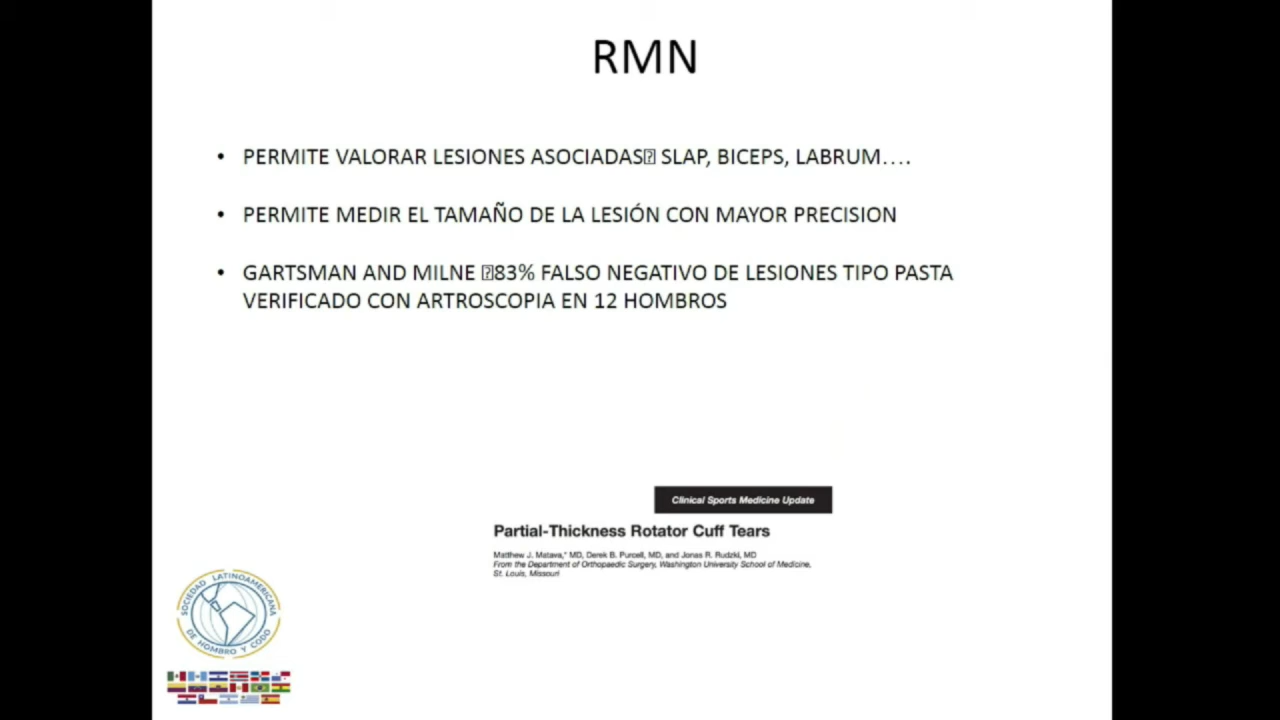 RMN
• PERMITE VALORAR LESIONES ASOCIADAS SLAP, BICEPS, LABRUM….
• PERMITE MEDIR EL TAMAÑO DE LA LESIÓN CON MAYOR PRECISION
• GARTSMAN AND MILNE 83% FALSO NEGATIVO DE LESIONES TIPO PASTA
VERIFICADO CON ARTROSCOPIA EN 12 HOMBROS
Clinical Sports Medicine Update
Partial-Thickness Rotator Cuff Tears
Matthew J. Matava,* MD, Derek B. Purcell, MD, and Jonas R. Rudzki, MD
From the Department of Orthopaedic Surgery, Washington University School of Medicine,
St. Louis, Missouri
SOCIEDAD LATINOAMERICANA
DE HOMBRO Y CODO